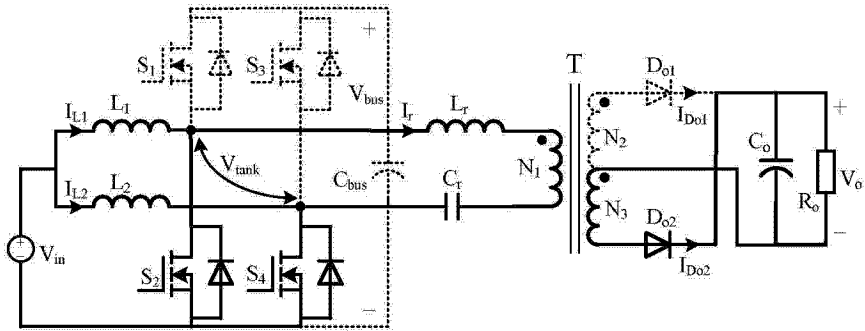 S1
S3
+
Vbus
T
Do1
IDo1
+
IL1
L1
Ir
Lr
N1
N2
Co
Vtank
Cbus
Cr
IL2
L2
N3
Ro
Vo
Do2
IDo2
−
+
−
Vin
S2
S4
−